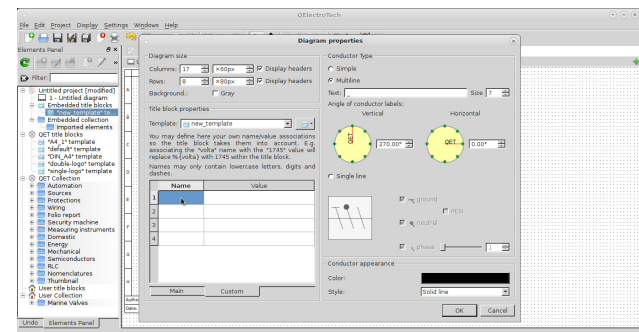 QElectroTech
File Edit Project Display Settings Windows Help
Elements Panel
Filter:
Untitled project [modified]
1 - Untitled diagram
Embedded title blocks
"new_template" te...
Embedded collection
Imported elements
QET title blocks
"A4_1" template
"default" template
"DIN_A4" template
"double-logo" template
"single-logo" template
QET Collection
Automation
Sources
Protections
Wiring
Folio report
Security machine
Measuring instruments
Domestic
Energy
Mechanical
Semiconductors
RLC
Nomenclatures
Thumbnail
User title blocks
User Collection
Marine Valves
Undo Elements Panel
Autho
Date:
Diagram properties
Diagram size
Columns: 17 ×60px Display headers
Rows: 8 ×80px Display headers
Background.: Gray
Title block properties
Template: new_template
You may define here your own name/value associations
so the title block takes them into account. E.g.
associating the "volta" name with the "1745" value will
replace %{volta} with 1745 within the title block.
Names may only contain lowercase letters, digits and
dashes.
Name Value
1
2
3
4
Main Custom
Conductor Type
Simple
Multiline
Text: _ Size 7
Angle of conductor labels:
Vertical Horizontal
QET 270.00° QET 0.00°
Single line
ground
PEN
neutral
phase 1
Conductor appearance
Color:
Style: Solid line
OK Cancel